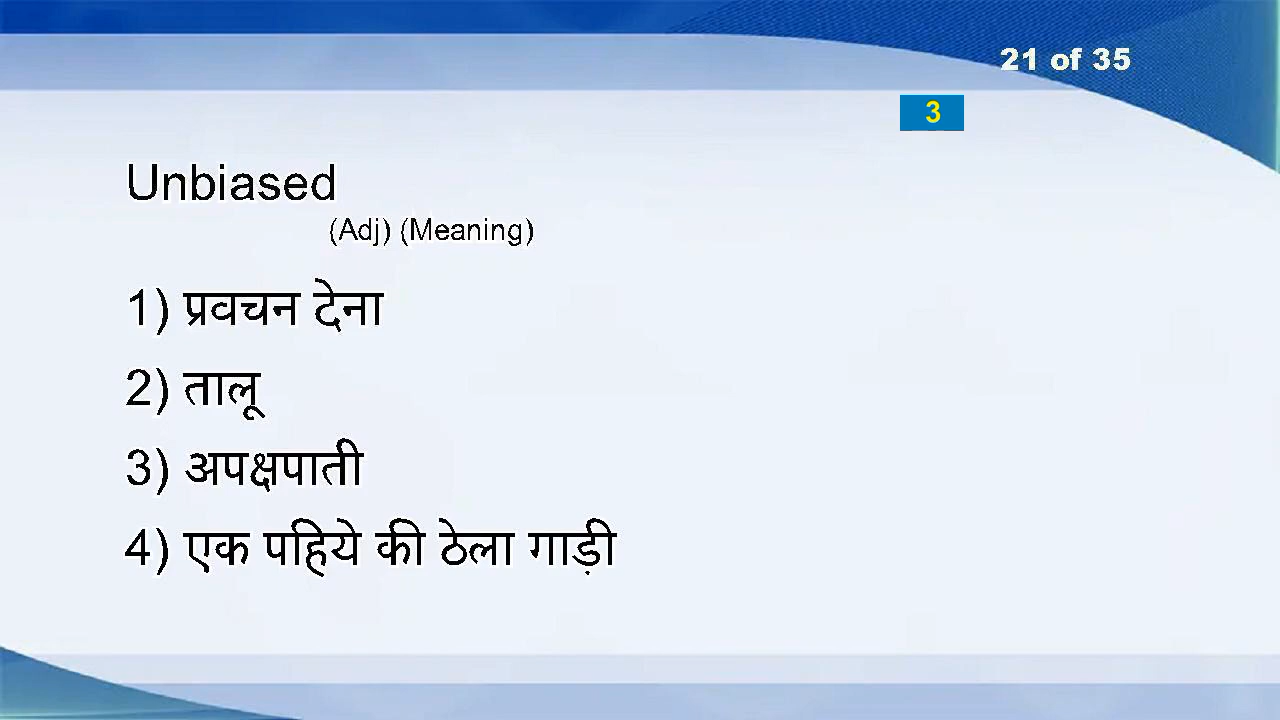 21 of 35
3
Unbiased
(Adj) (Meaning)
1) प्रवचन देना
2) तालू
3) अपक्षपाती
4) एक पहिये की ठेला गाड़ी